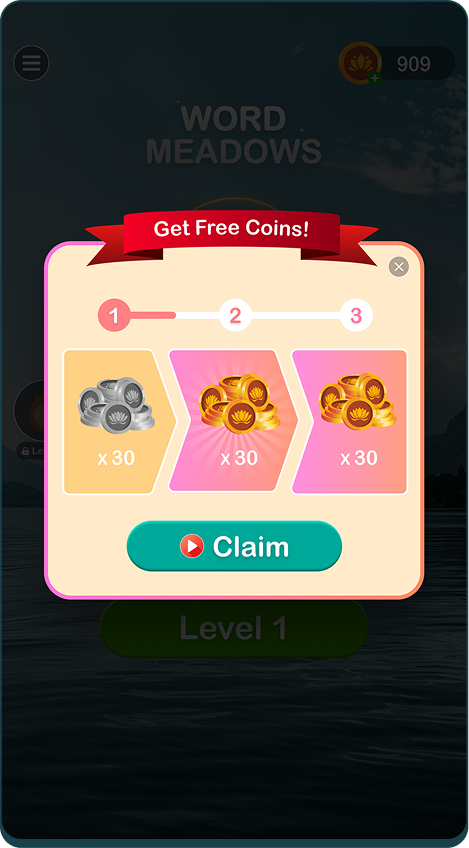 909
WORD
MEADOWS
Get Free Coins!
1 2 3
x 30 x 30 x 30
Claim
Level 1